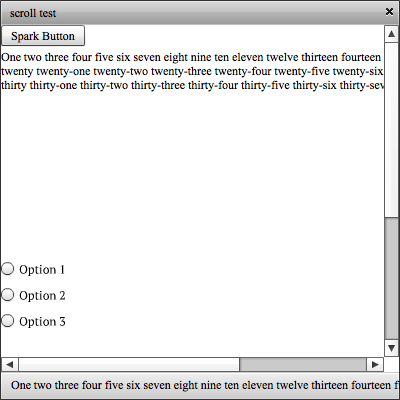 scroll test
Spark Button
One two three four five six seven eight nine ten eleven twelve thirteen fourteen
twenty twenty-one twenty-two twenty-three twenty-four twenty-five twenty-six
thirty thirty-one thirty-two thirty-three thirty-four thirty-five thirty-six thirty-sev
Option 1
Option 2
Option 3
One two three four five six seven eight nine ten eleven twelve thirteen fourteen f